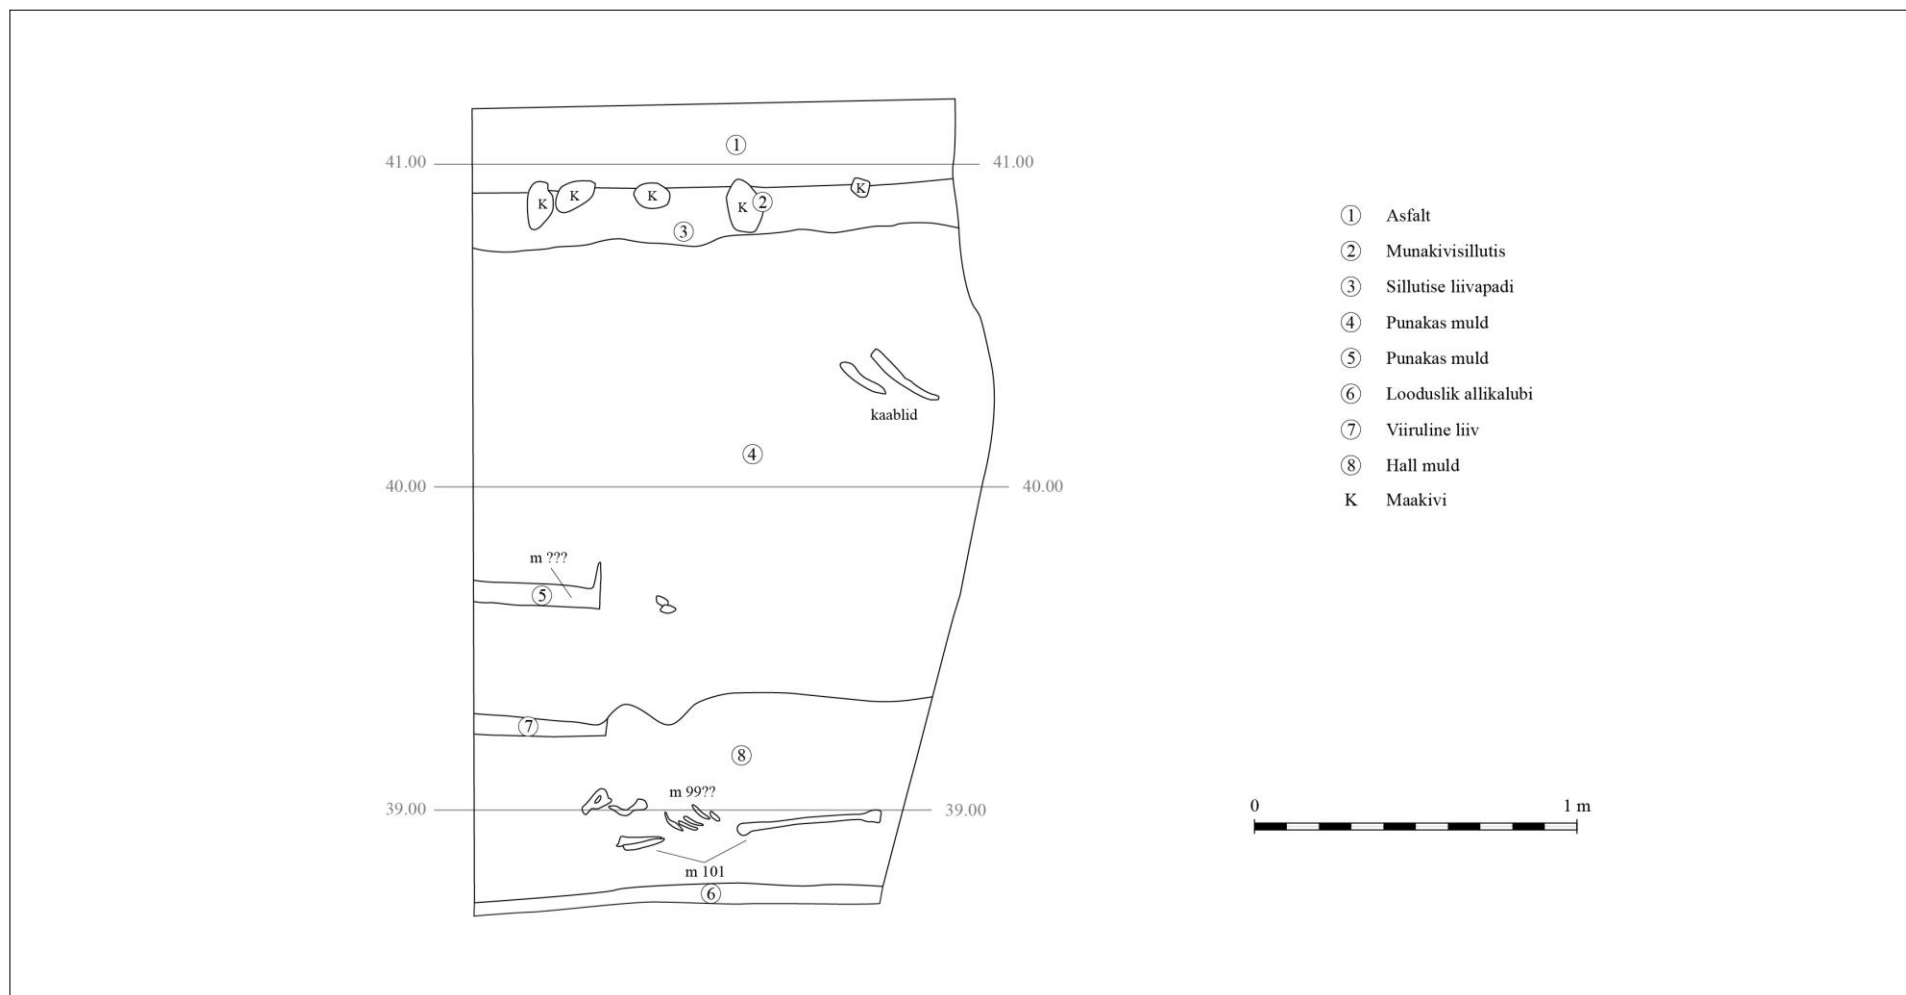 1
41.00 41.00
K K K K 2 K
3
kaablid
4
40.00 40.00
m ???
5
7
8
m 99??
39.00 39.00
m 101
6
1 Asfalt
2 Munakivisillutis
3 Sillutise liivapadi
4 Punakas muld
5 Punakas muld
6 Looduslik allikalubi
7 Viiruline liiv
8 Hall muld
K Maakivi
0 1 m